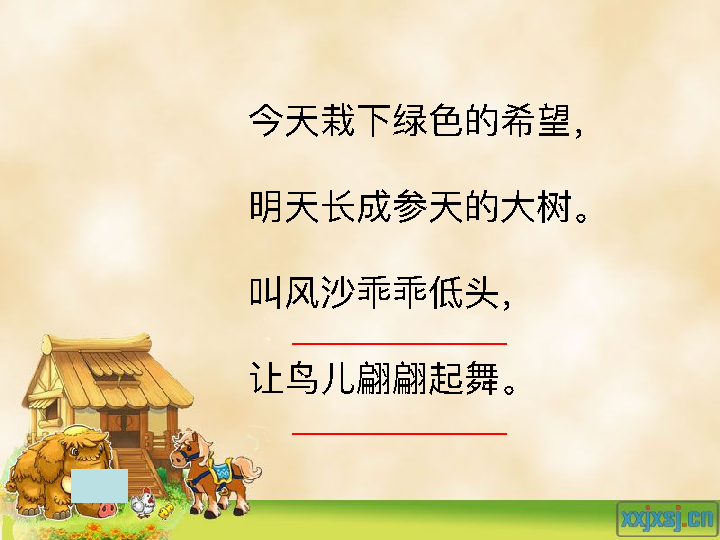 今天栽下绿色的希望，
明天长成参天的大树。
叫风沙乖乖低头，
让鸟儿翩翩起舞。
xxjxsj.cn